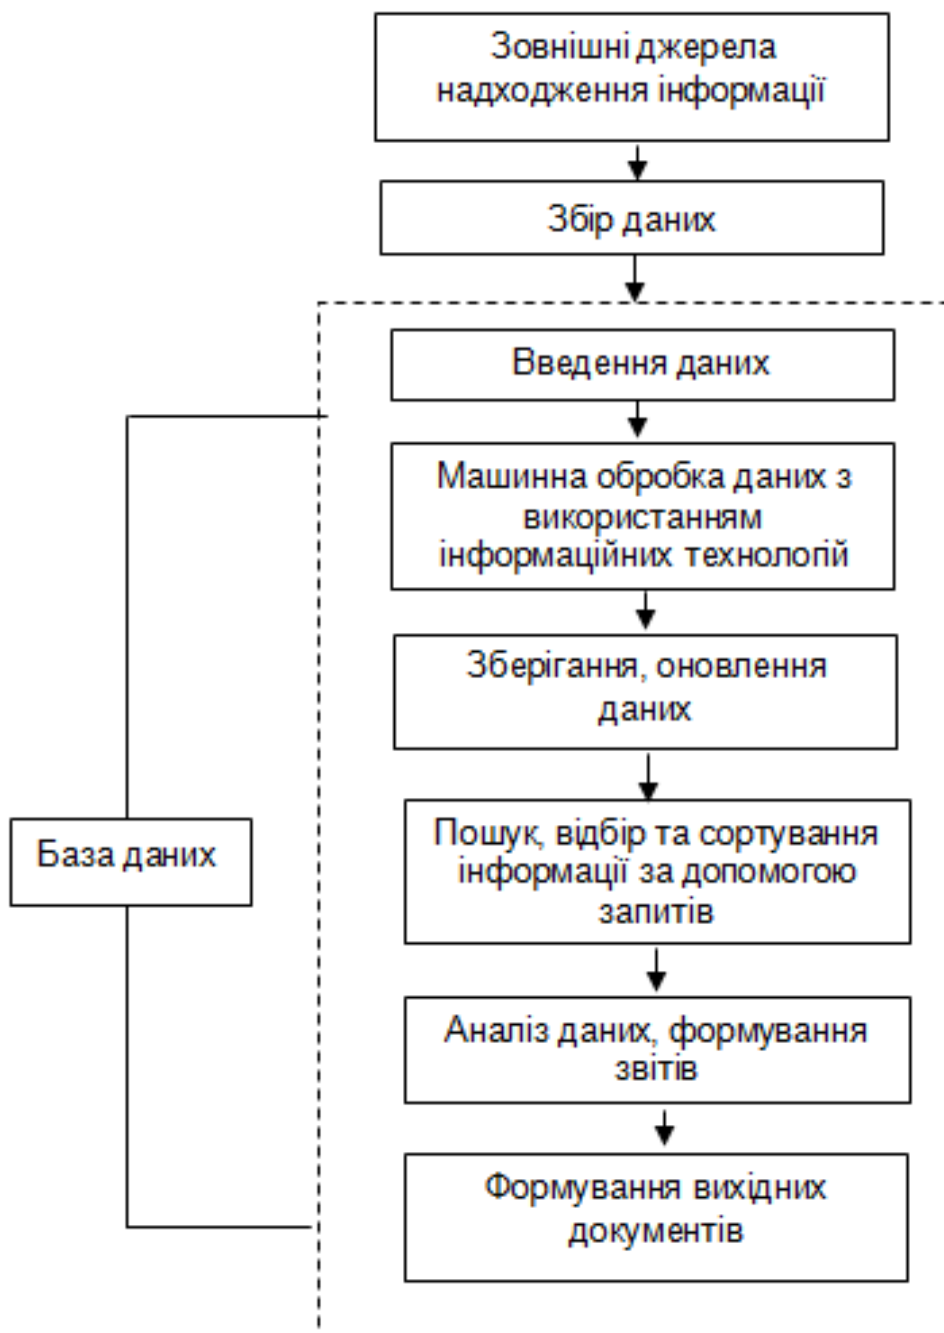 Зовнішні джерела
надходження інформації
Збір даних
Введення даних
Машинна обробка даних з
використанням
інформаційних технологій
Зберігання, оновлення
даних
База даних
Пошук, відбір та сортування
інформації за допомогою
запитів
Аналіз даних, формування
звітів
Формування вихідних
документів